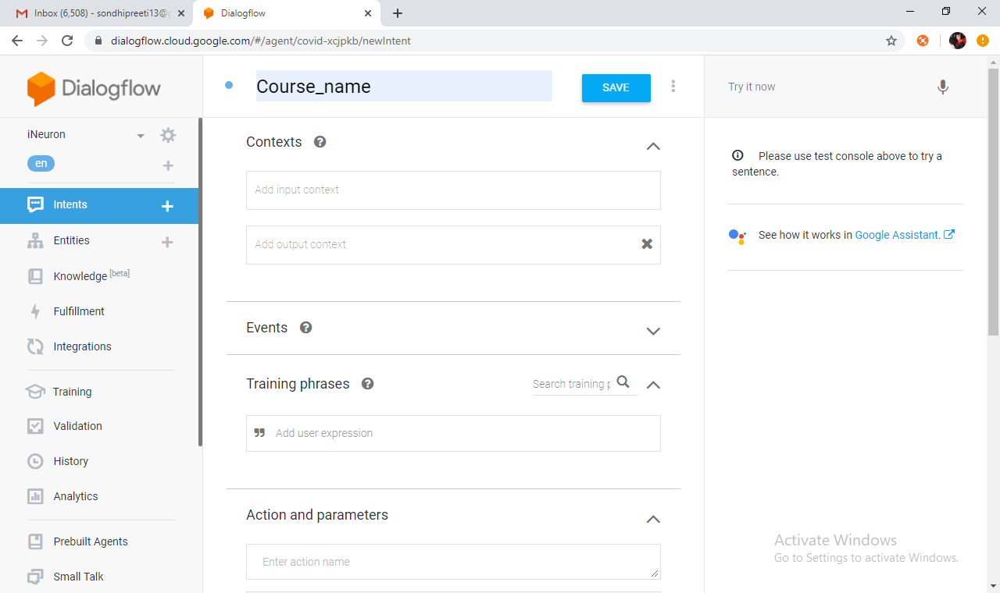 Inbox (6,508) - sondhipreeti13@g
Dialogflow
dialogflow.cloud.google.com/#/agent/covid-xcjpkb/newIntent
Dialogflow
Course_name
SAVE
Try it now
iNeuron
en
Intents
Entities
Knowledge [beta]
Fulfillment
Integrations
Training
Validation
History
Analytics
Prebuilt Agents
Small Talk
Contexts
Add input context
Add output context
Events
Training phrases
Search training p
Add user expression
Action and parameters
Enter action name
Please use test console above to try a
sentence.
See how it works in Google Assistant.
Activate Windows
Go to Settings to activate Windows.